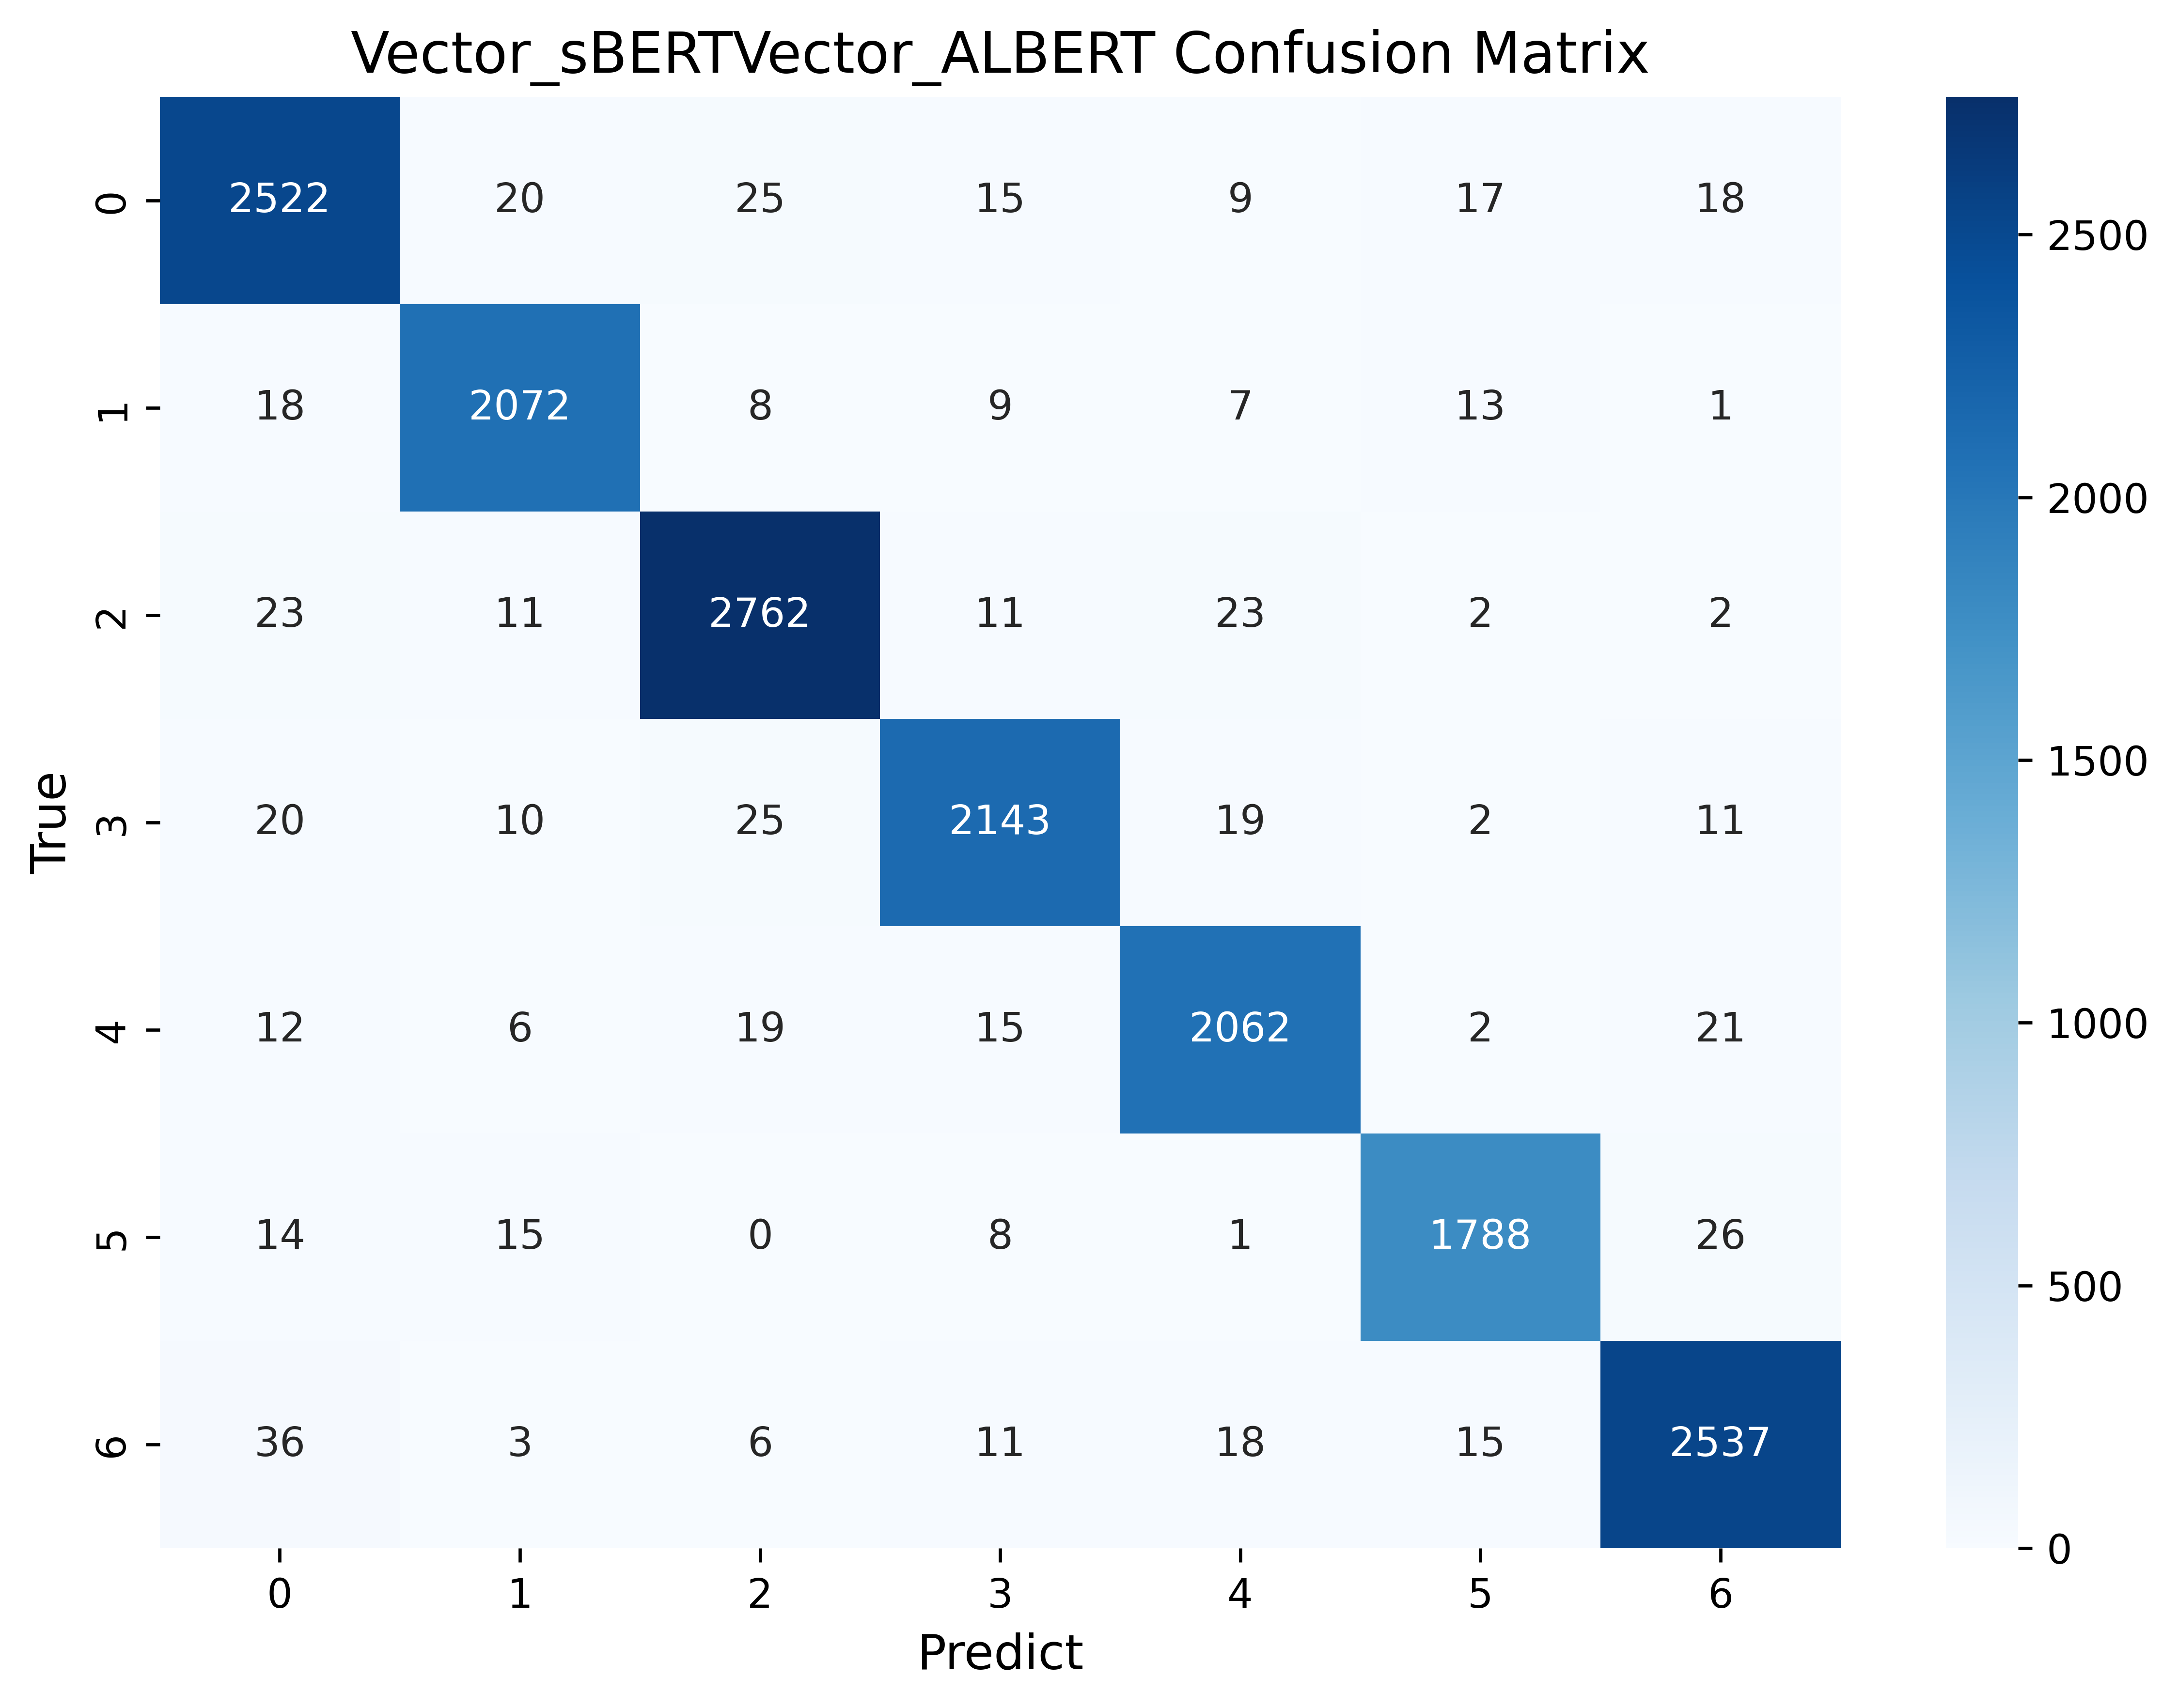 Vector_sBERTVector_ALBERT Confusion Matrix
0 2522 20 25 15 9 17 18
1 18 2072 8 9 7 13 1
2 23 11 2762 11 23 2 2
3 20 10 25 2143 19 2 11
4 12 6 19 15 2062 2 21
5 14 15 0 8 1 1788 26
6 36 3 6 11 18 15 2537
0 1 2 3 4 5 6
Predict
True
2500
2000
1500
1000
500
0